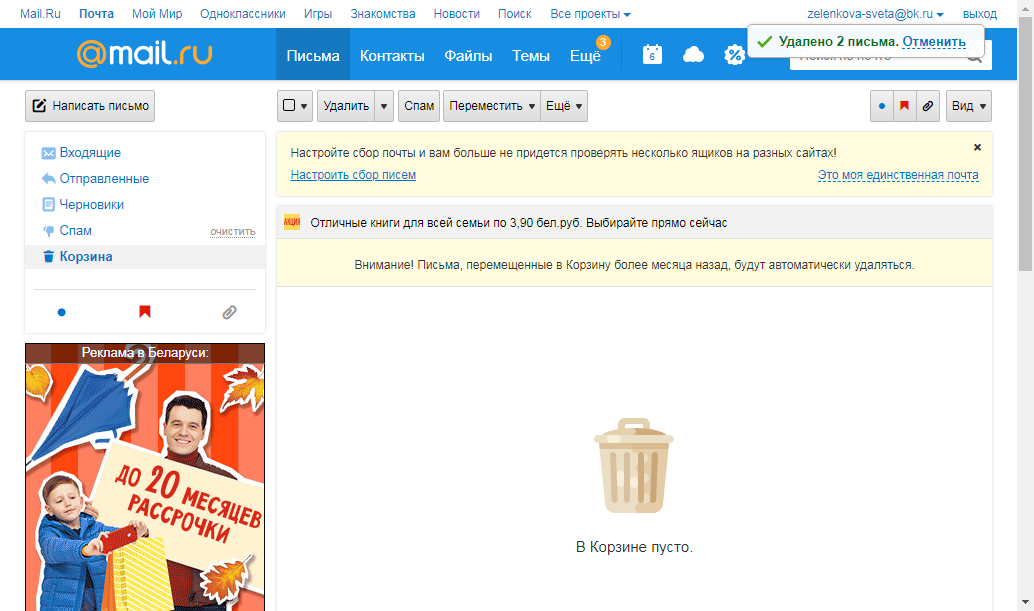 Mail.Ru Почта Мой Мир Одноклассники Игры Знакомства Новости Поиск Все проекты zelenkova-sveta@bk.ru выход
Удалено 2 письма. Отменить
@mail.ru Письма Контакты Файлы Темы Ещё 3 6
Написать письмо Удалить Спам Переместить Ещё Вид
Входящие
Отправленные
Черновики
Спам очистить
Корзина
Настройте сбор почты и вам больше не придется проверять несколько ящиков на разных сайтах!
Настроить сбор писем Это моя единственная почта
АКЦИЯ Отличные книги для всей семьи по 3,90 бел.руб. Выбирайте прямо сейчас
Внимание! Письма, перемещенные в Корзину более месяца назад, будут автоматически удаляться.
Реклама в Беларуси:
ДО 20 МЕСЯЦЕВ
РАССРОЧКИ
В Корзине пусто.